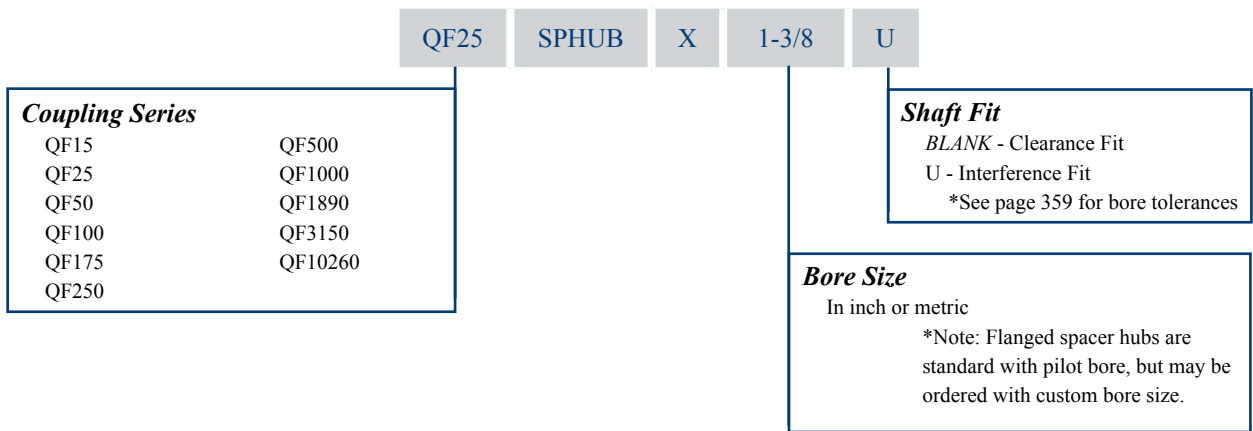 QF25 SPHUB X 1-3/8 U
Coupling Series
QF15
QF25
QF50
QF100
QF175
QF250
QF500
QF1000
QF1890
QF3150
QF10260
Shaft Fit
BLANK - Clearance Fit
U - Interference Fit
*See page 359 for bore tolerances
Bore Size
In inch or metric
*Note: Flanged spacer hubs are
standard with pilot bore, but may be
ordered with custom bore size.